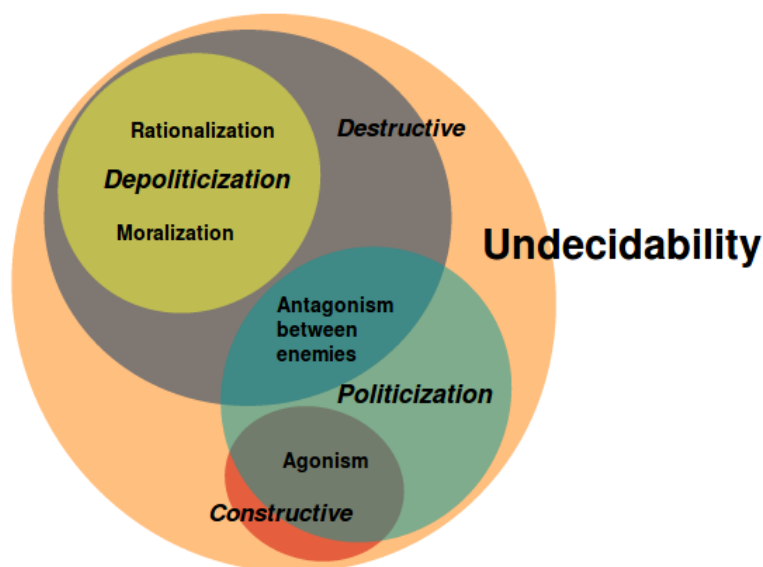 Rationalization
Destructive
Depoliticization
Moralization
Undecidability
Antagonism
between
enemies
Politicization
Agonism
Constructive